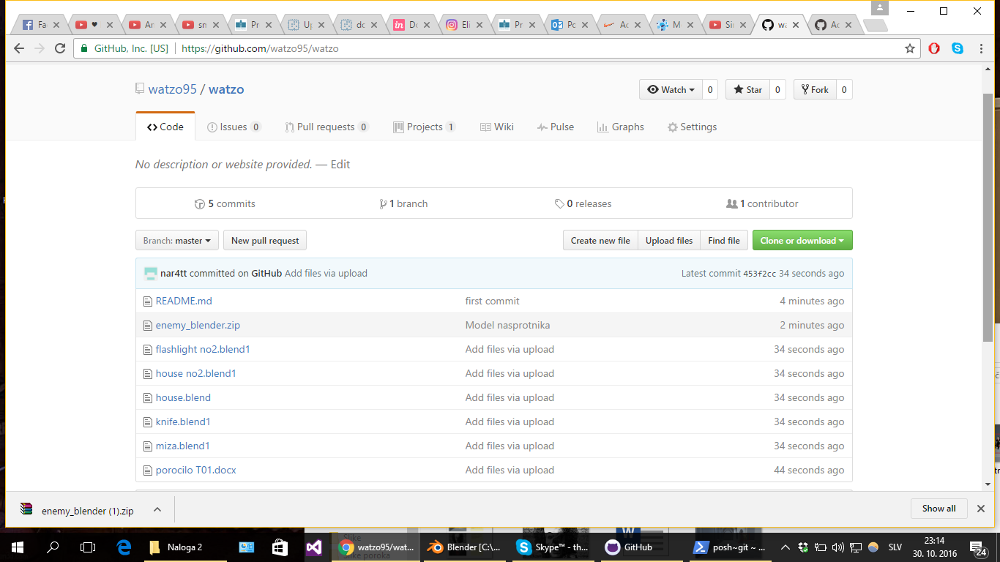 Fa
♥
Ar
sn
Pr
Up
dc
Dc
Eli
Pr
Pc
Ac
M
Sir
wa
Ac
GitHub, Inc. [US] https://github.com/watzo95/watzo
watzo95 / watzo
Watch 0 Star 0 Fork 0
Code Issues 0 Pull requests 0 Projects 1 Wiki Pulse Graphs Settings
No description or website provided. — Edit
5 commits 1 branch 0 releases 1 contributor
Branch: master New pull request Create new file Upload files Find file Clone or download
nar4tt committed on GitHub Add files via upload Latest commit 453f2cc 34 seconds ago
README.md first commit 4 minutes ago
enemy_blender.zip Model nasprotnika 2 minutes ago
flashlight no2.blend1 Add files via upload 34 seconds ago
house no2.blend1 Add files via upload 34 seconds ago
house.blend Add files via upload 34 seconds ago
knife.blend1 Add files via upload 34 seconds ago
miza.blend1 Add files via upload 34 seconds ago
porocilo T01.docx Add files via upload 44 seconds ago
enemy_blender (1).zip Show all
Slike
Slike poroka
Naloga 2 watzo95/wat... Blender [C:\... Skype™ - th... GitHub posh~git ~ ... SLV 23:14
30. 10. 2016 24